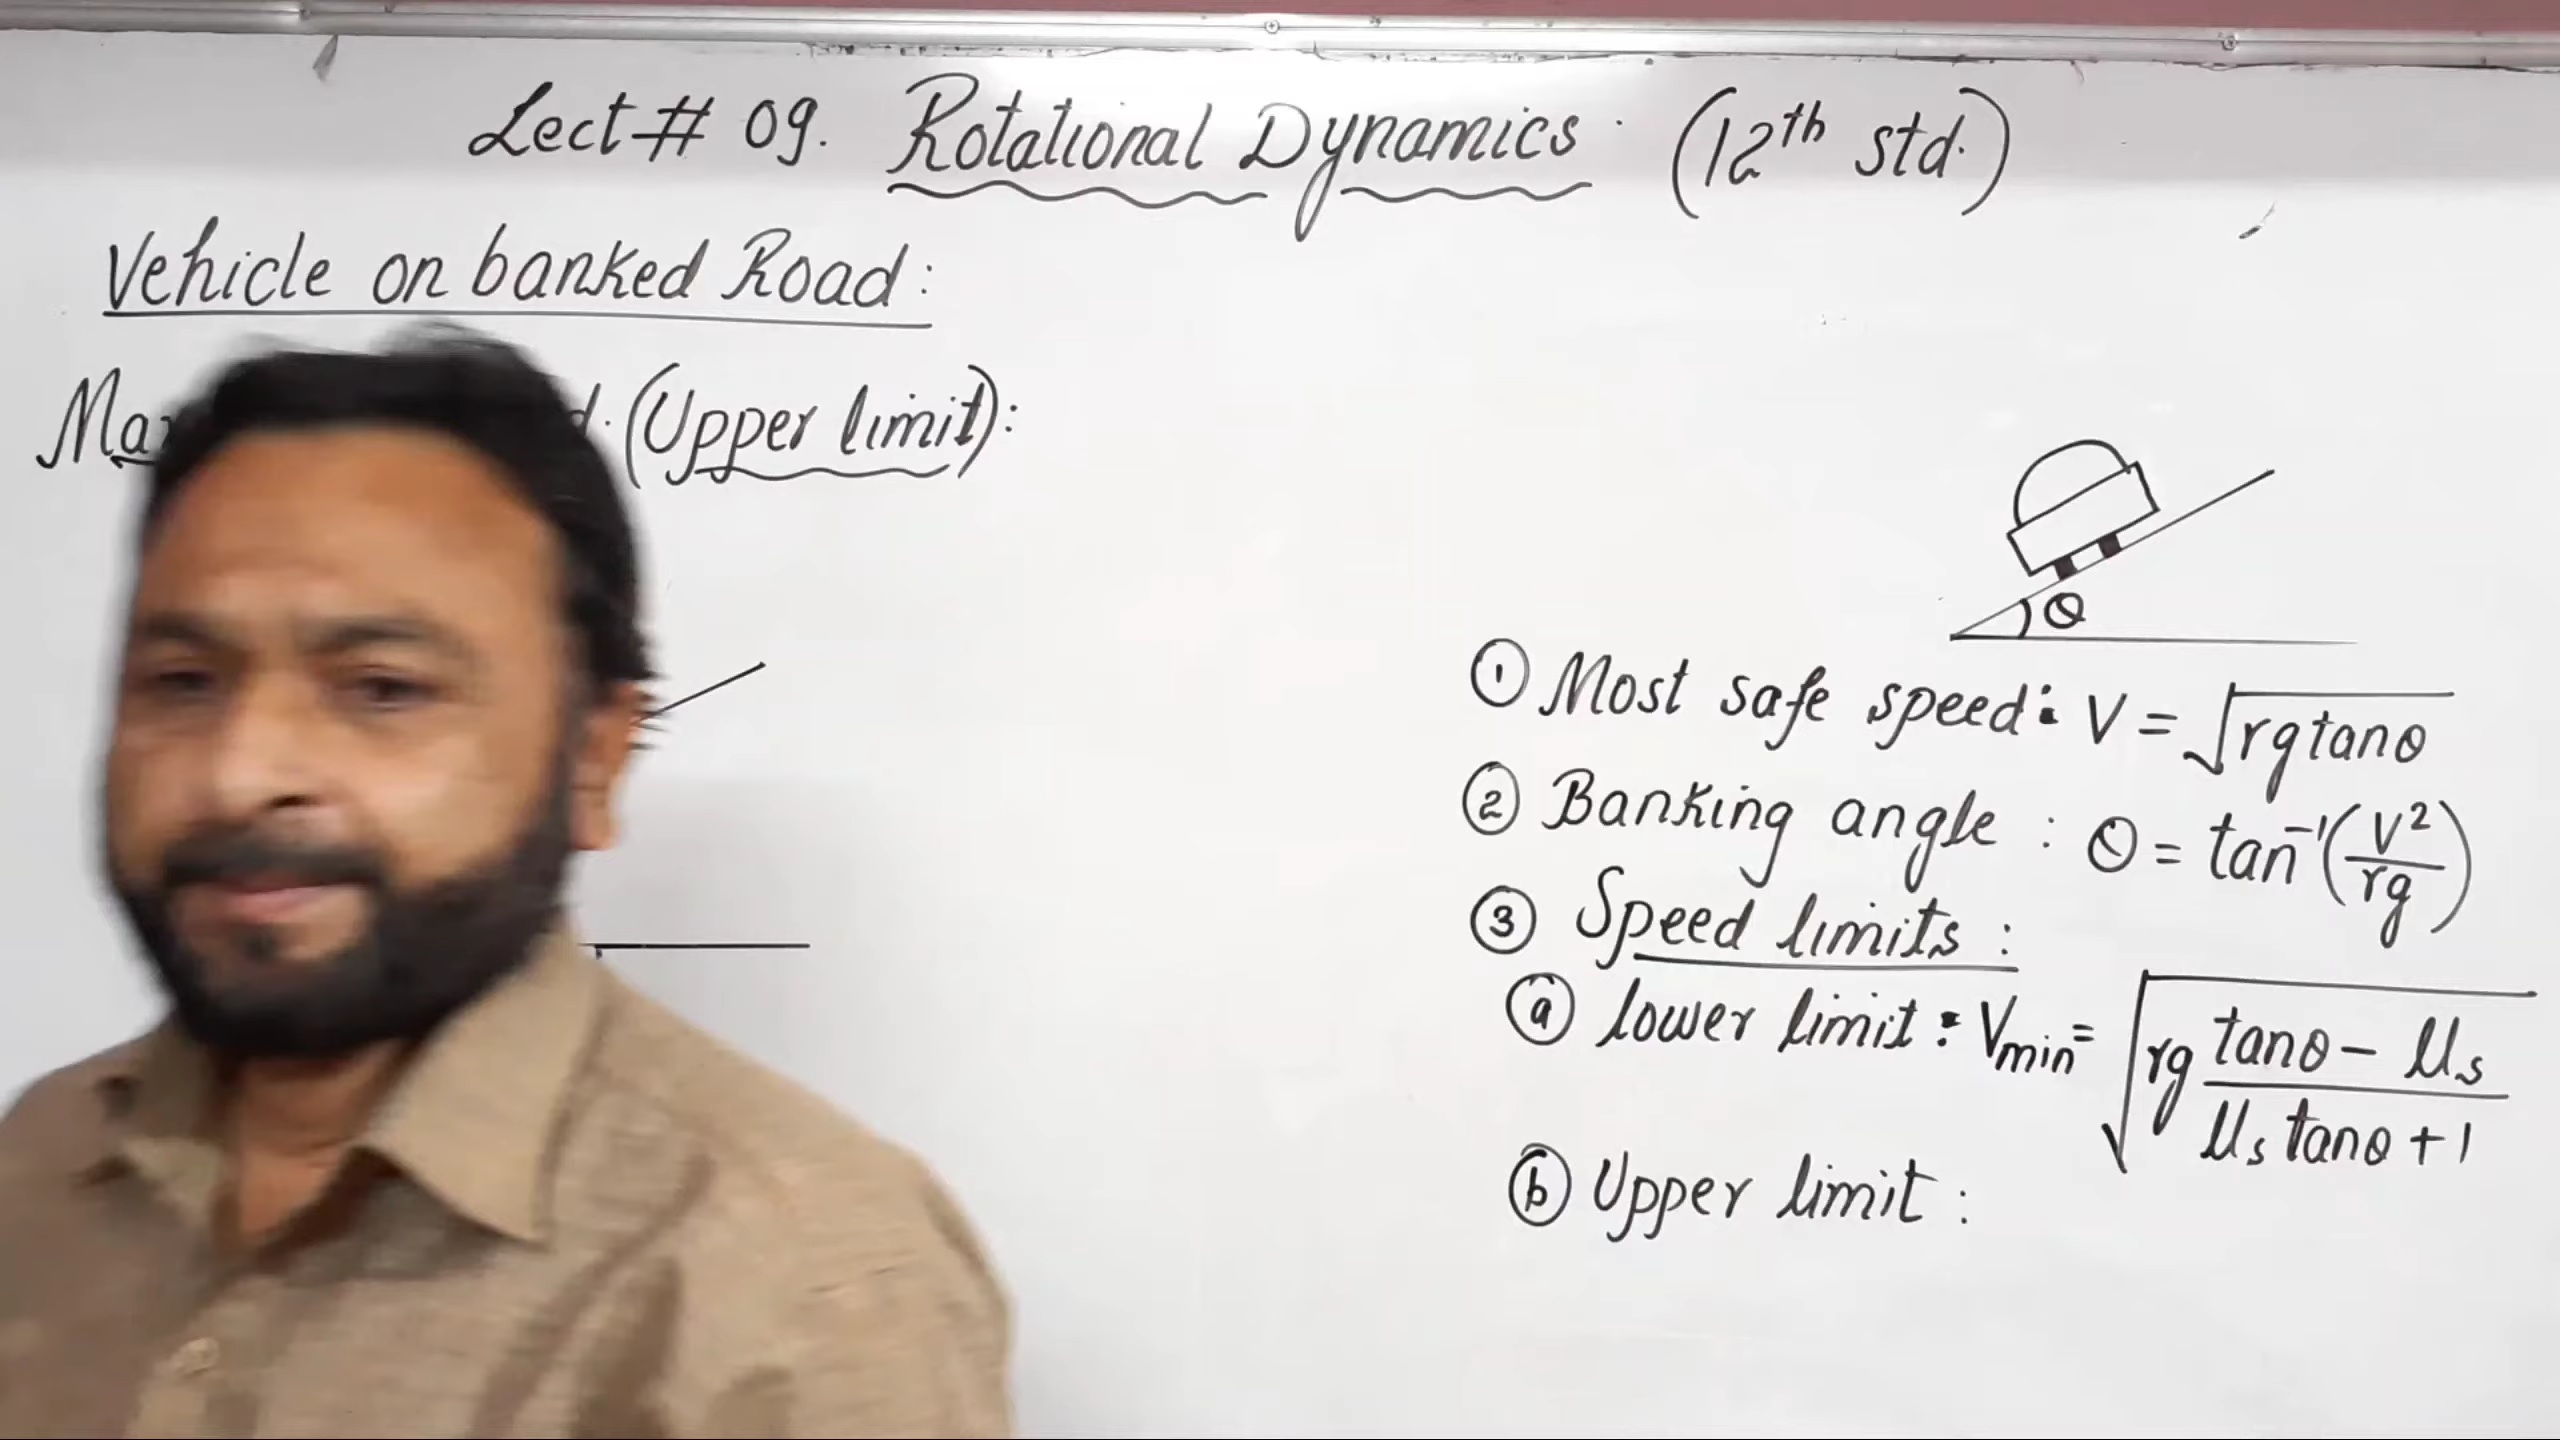 Lect# 09. Rotational Dynamics. (12th std.)
Vehicle on banked Road:
(Upper limit):
θ
① Most safe speed: V = √rgtanθ
② Banking angle : θ = tan⁻¹(V²/rg)
③ Speed limits :
ⓐ lower limit : Vmin = √rg tanθ - μs / μs tanθ + 1
ⓑ Upper limit :